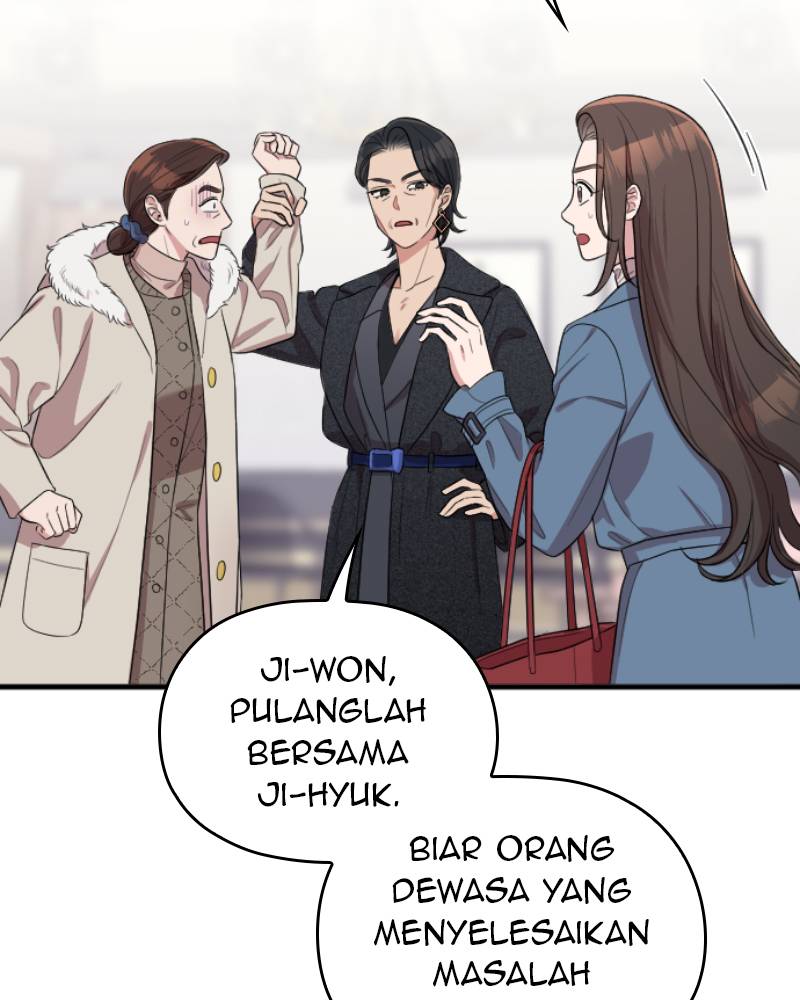 JI-WON,
PULANGLAH
BERSAMA
JI-HYUK.
BIAR ORANG
DEWASA YANG
MENYELESAIKAN
MASALAH